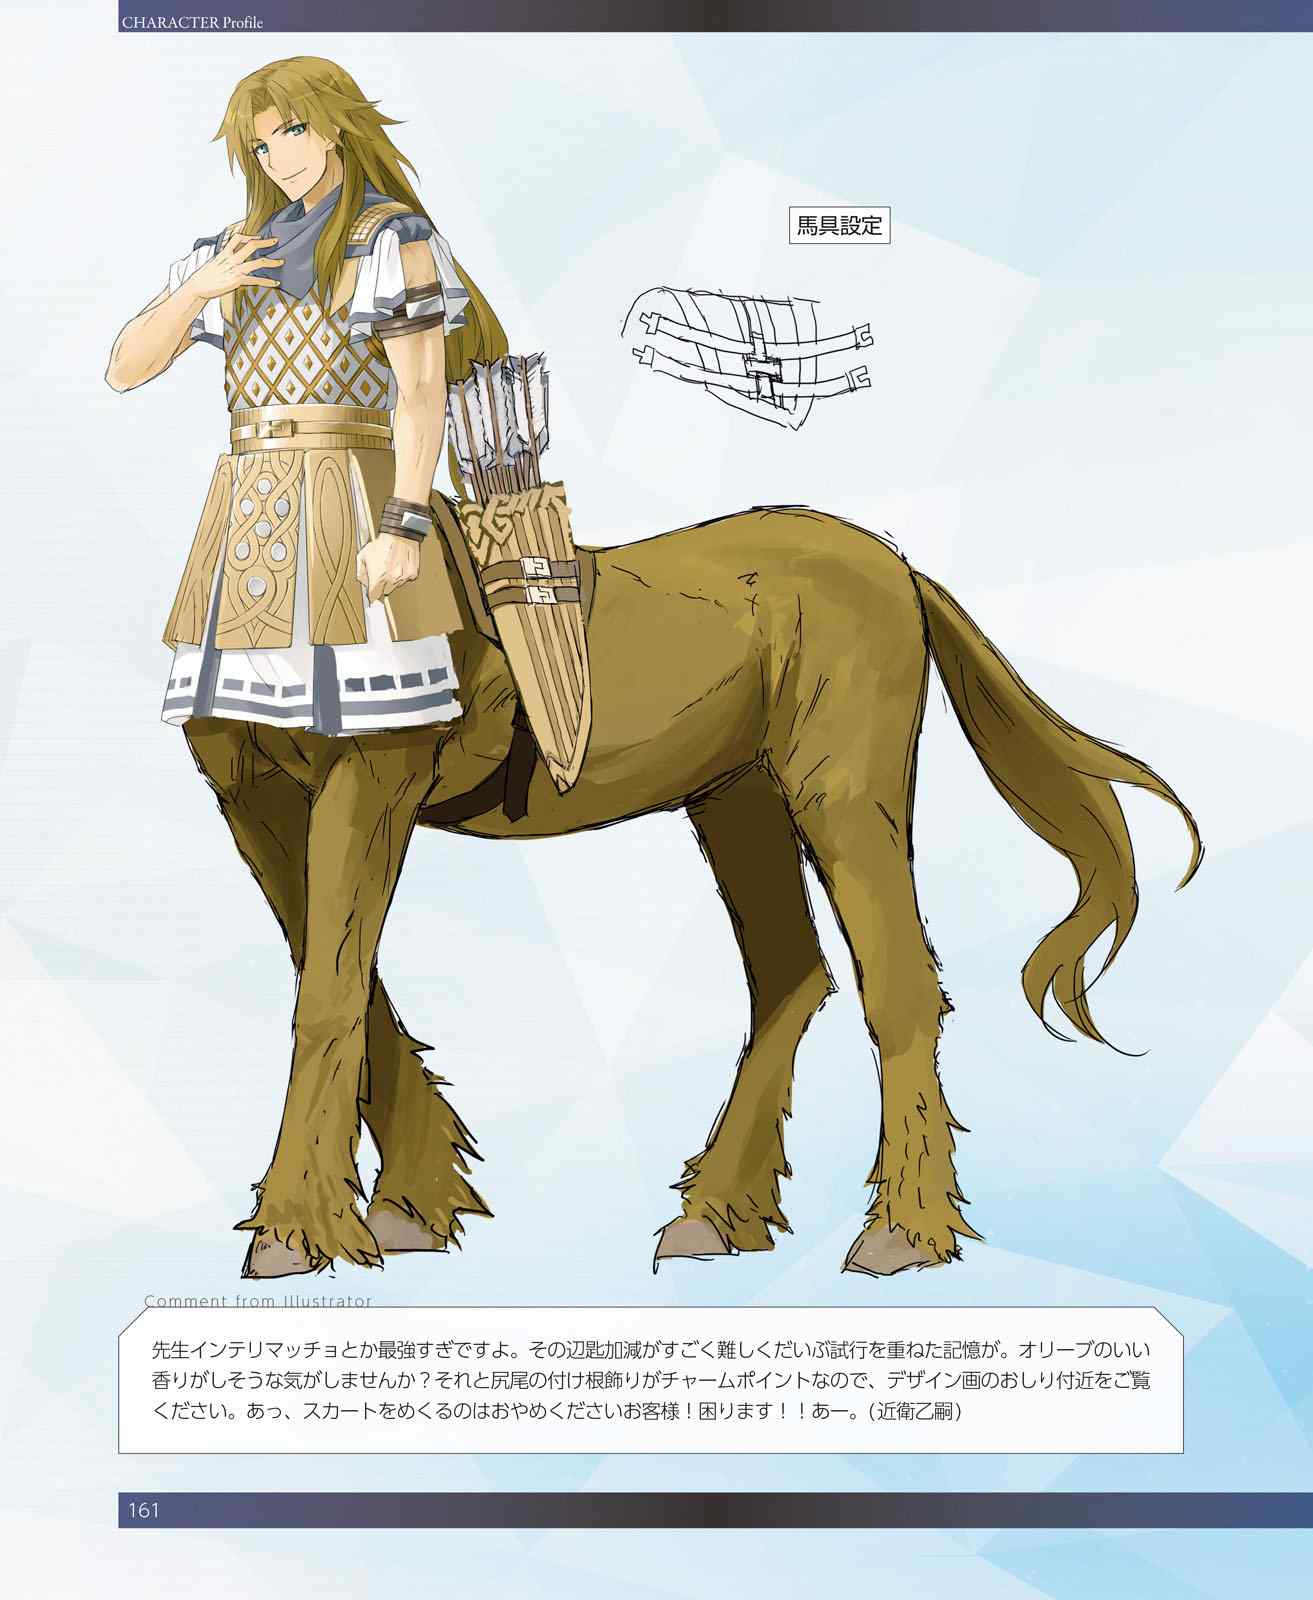 CHARACTER Profile
馬具設定
Comment from Illustrator
先生インテリマッチョとか最強すぎですよ。その辺匙加減がすごく難しくだいぶ試行を重ねた記憶が。オリーブのいい
香りがしそうな気がしませんか？それと尻尾の付け根飾りがチャームポイントなので、デザイン画のおしり付近をご覧
ください。あっ、スカートをめくるのはおやめくださいお客様！困ります！！あー。(近衛乙嗣)
161